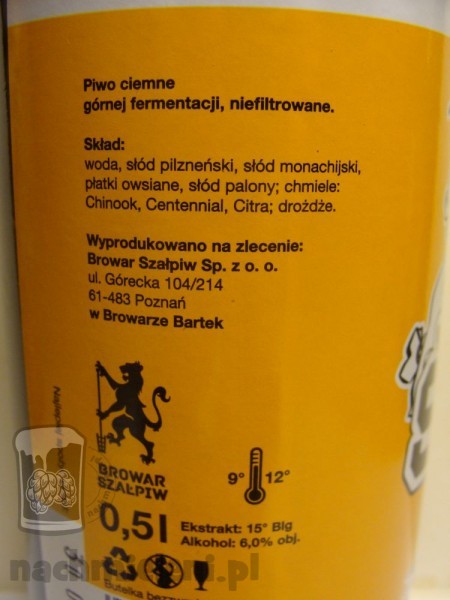 Piwo ciemne
górnej fermentacji, niefiltrowane.
Skład:
woda, słód pilzneński, słód monachijski,
płatki owsiane, słód palony; chmiele:
Chinook, Centennial, Citra; drożdże.
Wyprodukowano na zlecenie:
Browar Szałpiw Sp. z o. o.
ul. Górecka 104/214
61-483 Poznań
w Browarze Bartek
BROWAR
SZAŁPIW
9° 12°
0,5l
Ekstrakt: 15° Blg
Alkohol: 6,0% obj.
nachmieleni.pl
Butelka